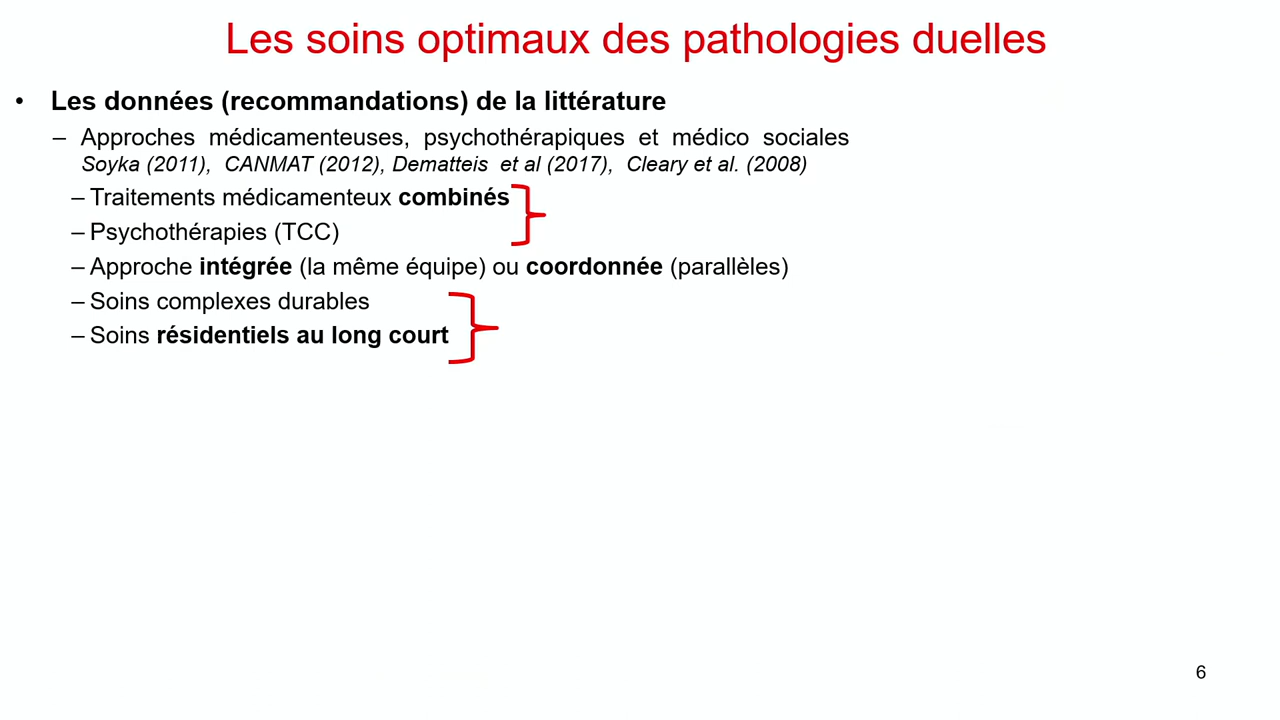 Les soins optimaux des pathologies duelles
• Les données (recommandations) de la littérature
– Approches médicamenteuses, psychothérapiques et médico sociales
Soyka (2011), CANMAT (2012), Dematteis et al (2017), Cleary et al. (2008)
– Traitements médicamenteux combinés
– Psychothérapies (TCC)
– Approche intégrée (la même équipe) ou coordonnée (parallèles)
– Soins complexes durables
– Soins résidentiels au long court
6